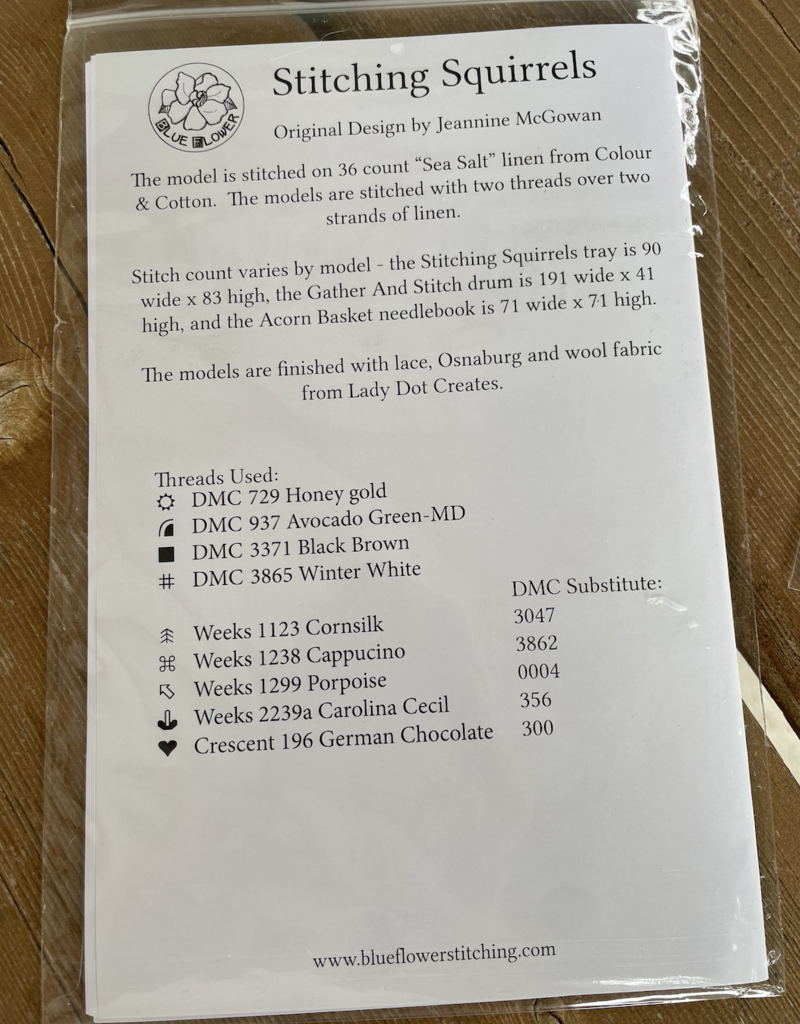 BLUE FLOWER
Stitching Squirrels
Original Design by Jeannine McGowan
The model is stitched on 36 count “Sea Salt” linen from Colour
& Cotton. The models are stitched with two threads over two
strands of linen.
Stitch count varies by model - the Stitching Squirrels tray is 90
wide x 83 high, the Gather And Stitch drum is 191 wide x 41
high, and the Acorn Basket needlebook is 71 wide x 71 high.
The models are finished with lace, Osnaburg and wool fabric
from Lady Dot Creates.
Threads Used:
DMC 729 Honey gold
DMC 937 Avocado Green-MD
DMC 3371 Black Brown
# DMC 3865 Winter White
DMC Substitute:
Weeks 1123 Cornsilk 3047
⌘ Weeks 1238 Cappucino 3862
Weeks 1299 Porpoise 0004
Weeks 2239a Carolina Cecil 356
♥ Crescent 196 German Chocolate 300
www.blueflowerstitching.com